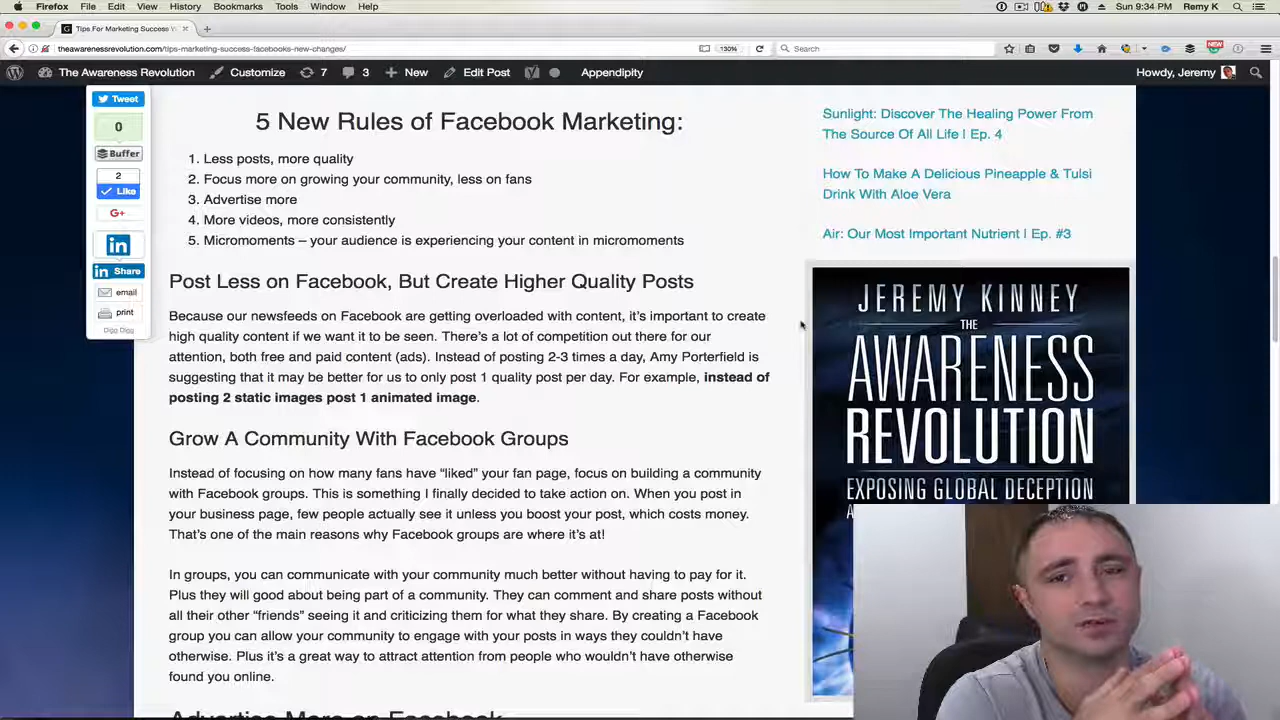 Firefox File Edit View History Bookmarks Tools Window Help
Sun 9:34 PM Remy K
Tips For Marketing Success
theawarenessrevolution.com/tips-marketing-success-facebooks-new-changes/
130%
Search
NEW
The Awareness Revolution Customize 7 3 New Edit Post Appendipity
Howdy, Jeremy
Tweet
0
Buffer
2
Like
G+
in
in Share
email
print
Digg Digg
5 New Rules of Facebook Marketing:
1. Less posts, more quality
2. Focus more on growing your community, less on fans
3. Advertise more
4. More videos, more consistently
5. Micromoments – your audience is experiencing your content in micromoments
Post Less on Facebook, But Create Higher Quality Posts
Because our newsfeeds on Facebook are getting overloaded with content, it’s important to create
high quality content if we want it to be seen. There’s a lot of competition out there for our
attention, both free and paid content (ads). Instead of posting 2-3 times a day, Amy Porterfield is
suggesting that it may be better for us to only post 1 quality post per day. For example, instead of
posting 2 static images post 1 animated image.
Grow A Community With Facebook Groups
Instead of focusing on how many fans have “liked” your fan page, focus on building a community
with Facebook groups. This is something I finally decided to take action on. When you post in
your business page, few people actually see it unless you boost your post, which costs money.
That’s one of the main reasons why Facebook groups are where it’s at!
In groups, you can communicate with your community much better without having to pay for it.
Plus they will good about being part of a community. They can comment and share posts without
all their other “friends” seeing it and criticizing them for what they share. By creating a Facebook
group you can allow your community to engage with your posts in ways they couldn’t have
otherwise. Plus it’s a great way to attract attention from people who wouldn’t have otherwise
found you online.
Advertise More on Facebook
Sunlight: Discover The Healing Power From
The Source Of All Life | Ep. 4
How To Make A Delicious Pineapple & Tulsi
Drink With Aloe Vera
Air: Our Most Important Nutrient | Ep. #3
JEREMY KINNEY
THE
AWARENESS
REVOLUTION
EXPOSING GLOBAL DECEPTION